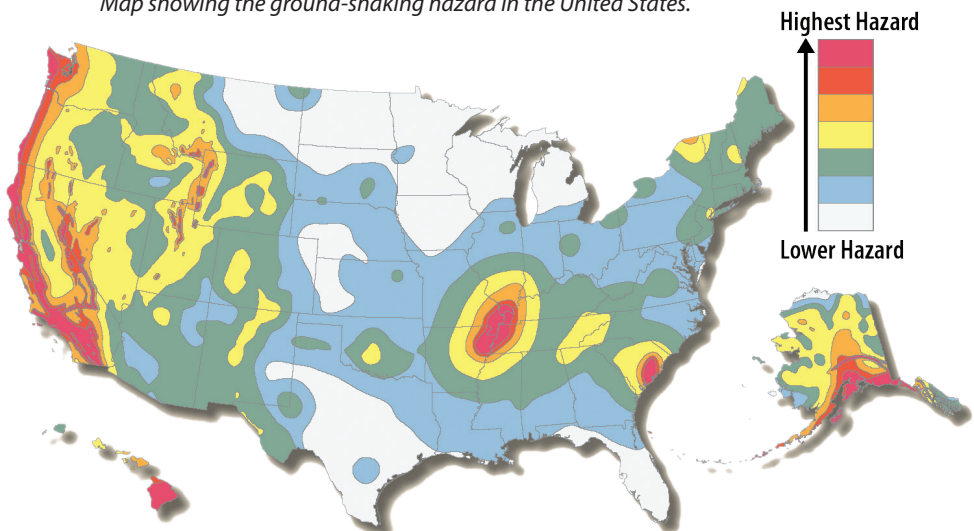 Map showing the ground-shaking hazard in the United States.
Highest Hazard
Lower Hazard